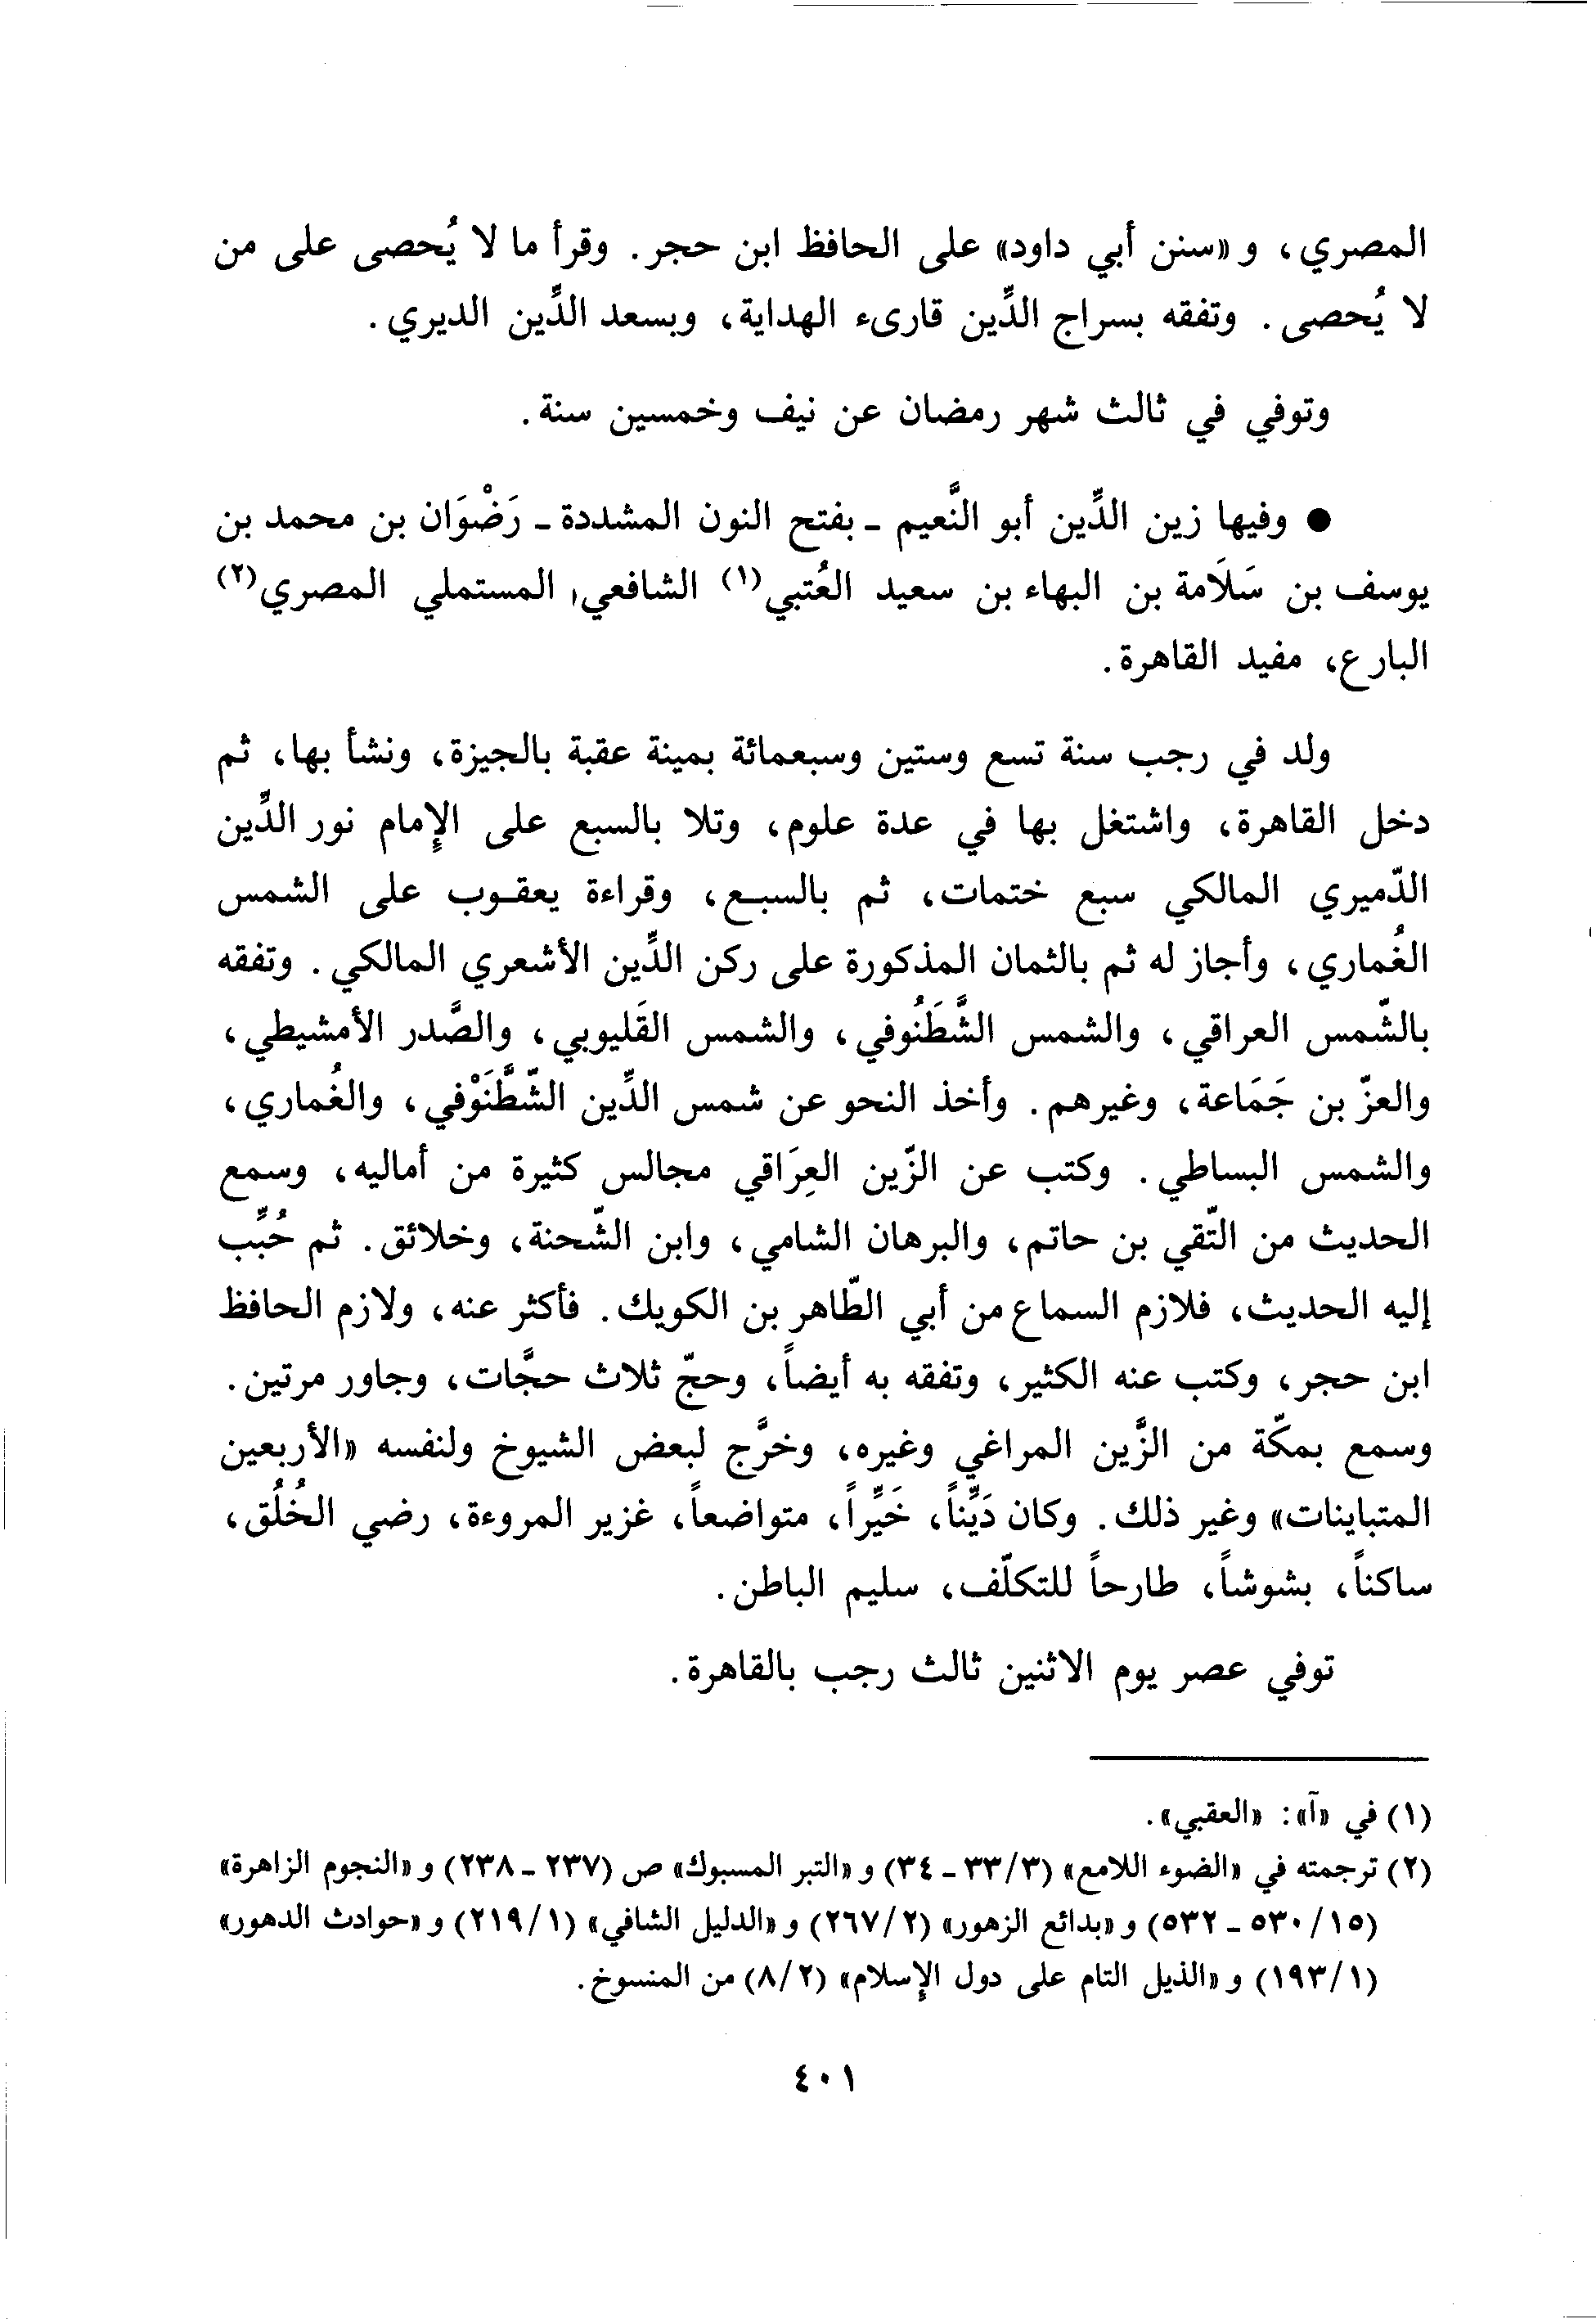 المصري، و «سنن أبي داود» على الحافظ ابن حجر. وقرأ ما لا يُحصى على من
لا يُحصى. وتفقه بسراج الدِّين قارىء الهداية، وبسعد الدِّين الديري.
وتوفي في ثالث شهر رمضان عن نيف وخمسين سنة.
● وفيها زين الدِّين أبو النَّعيم ـ بفتح النون المشددة ـ رَضْوَان بن محمد بن
يوسف بن سَلَامة بن البهاء بن سعيد العُتبي(١) الشافعي، المستملي المصري(٢)
البارع، مفيد القاهرة.
ولد في رجب سنة تسع وستين وسبعمائة بمينة عقبة بالجيزة، ونشأ بها، ثم
دخل القاهرة، واشتغل بها في عدة علوم، وتلا بالسبع على الإِمام نور الدِّين
الدّميري المالكي سبع ختمات، ثم بالسبـع، وقراءة يعقـوب على الشمس
الغُماري، وأجاز له ثم بالثمان المذكورة على ركن الدِّين الأشعري المالكي. وتفقه
بالشّمس العراقي، والشمس الشَّطَنُوفي، والشمس القَليوبي، والصَّدر الأمشيطي،
والعزّ بن جَمَاعة، وغيرهم. وأخذ النحو عن شمس الدِّين الشّطَّنَوْفي، والغُماري،
والشمس البساطي. وكتب عن الزّين العِرَاقي مجالس كثيرة من أماليه، وسمع
الحديث من التّقي بن حاتم، والبرهان الشامي، وابن الشّحنة، وخلائق. ثم حُبِّب
إليه الحديث، فلازم السماع من أبي الطّاهر بن الكويك. فأكثر عنه، ولازم الحافظ
ابن حجر، وكتب عنه الكثير، وتفقه به أيضاً، وحجّ ثلاث حجَّات، وجاور مرتين.
وسمع بمكّة من الزَّين المراغي وغيره، وخرَّج لبعض الشيوخ ولنفسه «الأربعين
المتباينات» وغير ذلك. وكان دَيِّناً، خَيِّراً، متواضعاً، غزير المروءة، رضي الخُلُق،
ساكناً، بشوشاً، طارحاً للتكلّف، سليم الباطن.
توفي عصر يوم الاثنين ثالث رجب بالقاهرة.
(١) في «آ»: «العقبي».
(٢) ترجمته في «الضوء اللامع» (٣/٣٣ ـ ٣٤) و «التبر المسبوك» ص (٢٣٧ ـ ٢٣٨) و «النجوم الزاهرة»
(١٥/٥٣٠ ـ ٥٣٢) و «بدائع الزهور» (٢/٢٦٧) و «الدليل الشافي» (١/٢١٩) و «حوادث الدهور»
(١/١٩٣) و «الذيل التام على دول الإِسلام» (٢/٨) من المنسوخ.
٤٠١